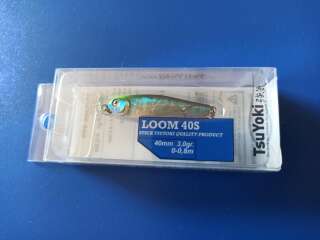 LOOM 40S
STICK TSUYOKI QUALITY PRODUCT
40mm 3,0gr.
0-0,8m
TsuYoki